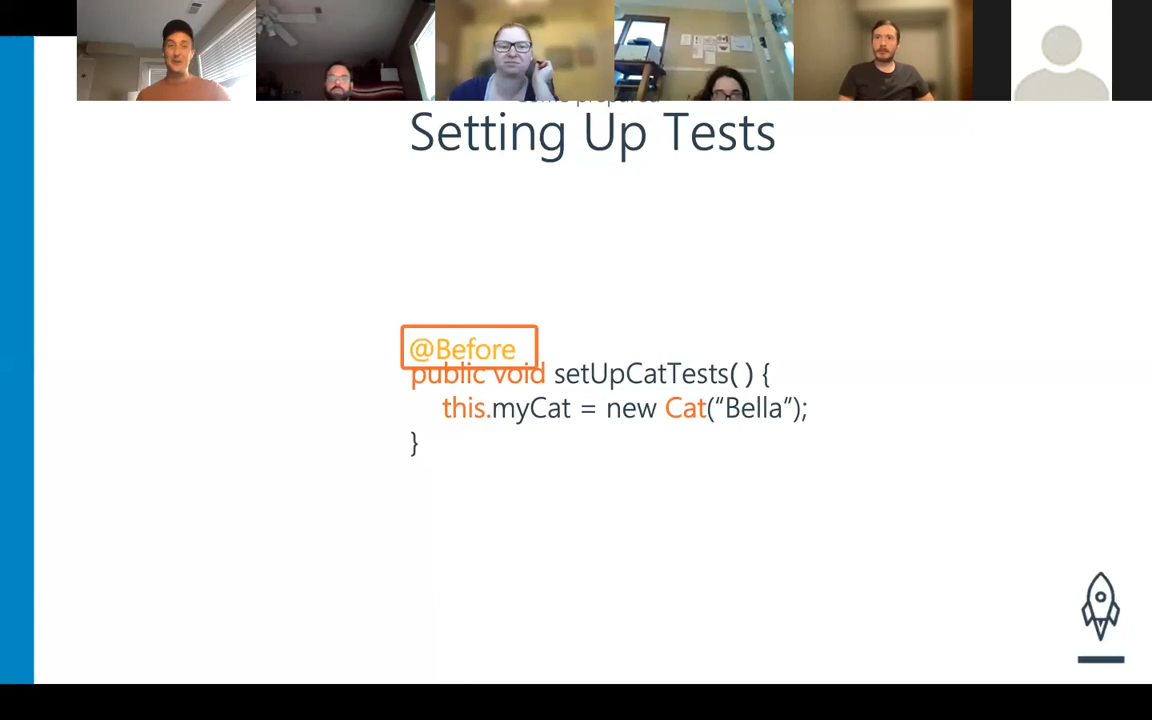 Setting Up Tests
@Before
public void setUpCatTests( ) {
this.myCat = new Cat(“Bella”);
}